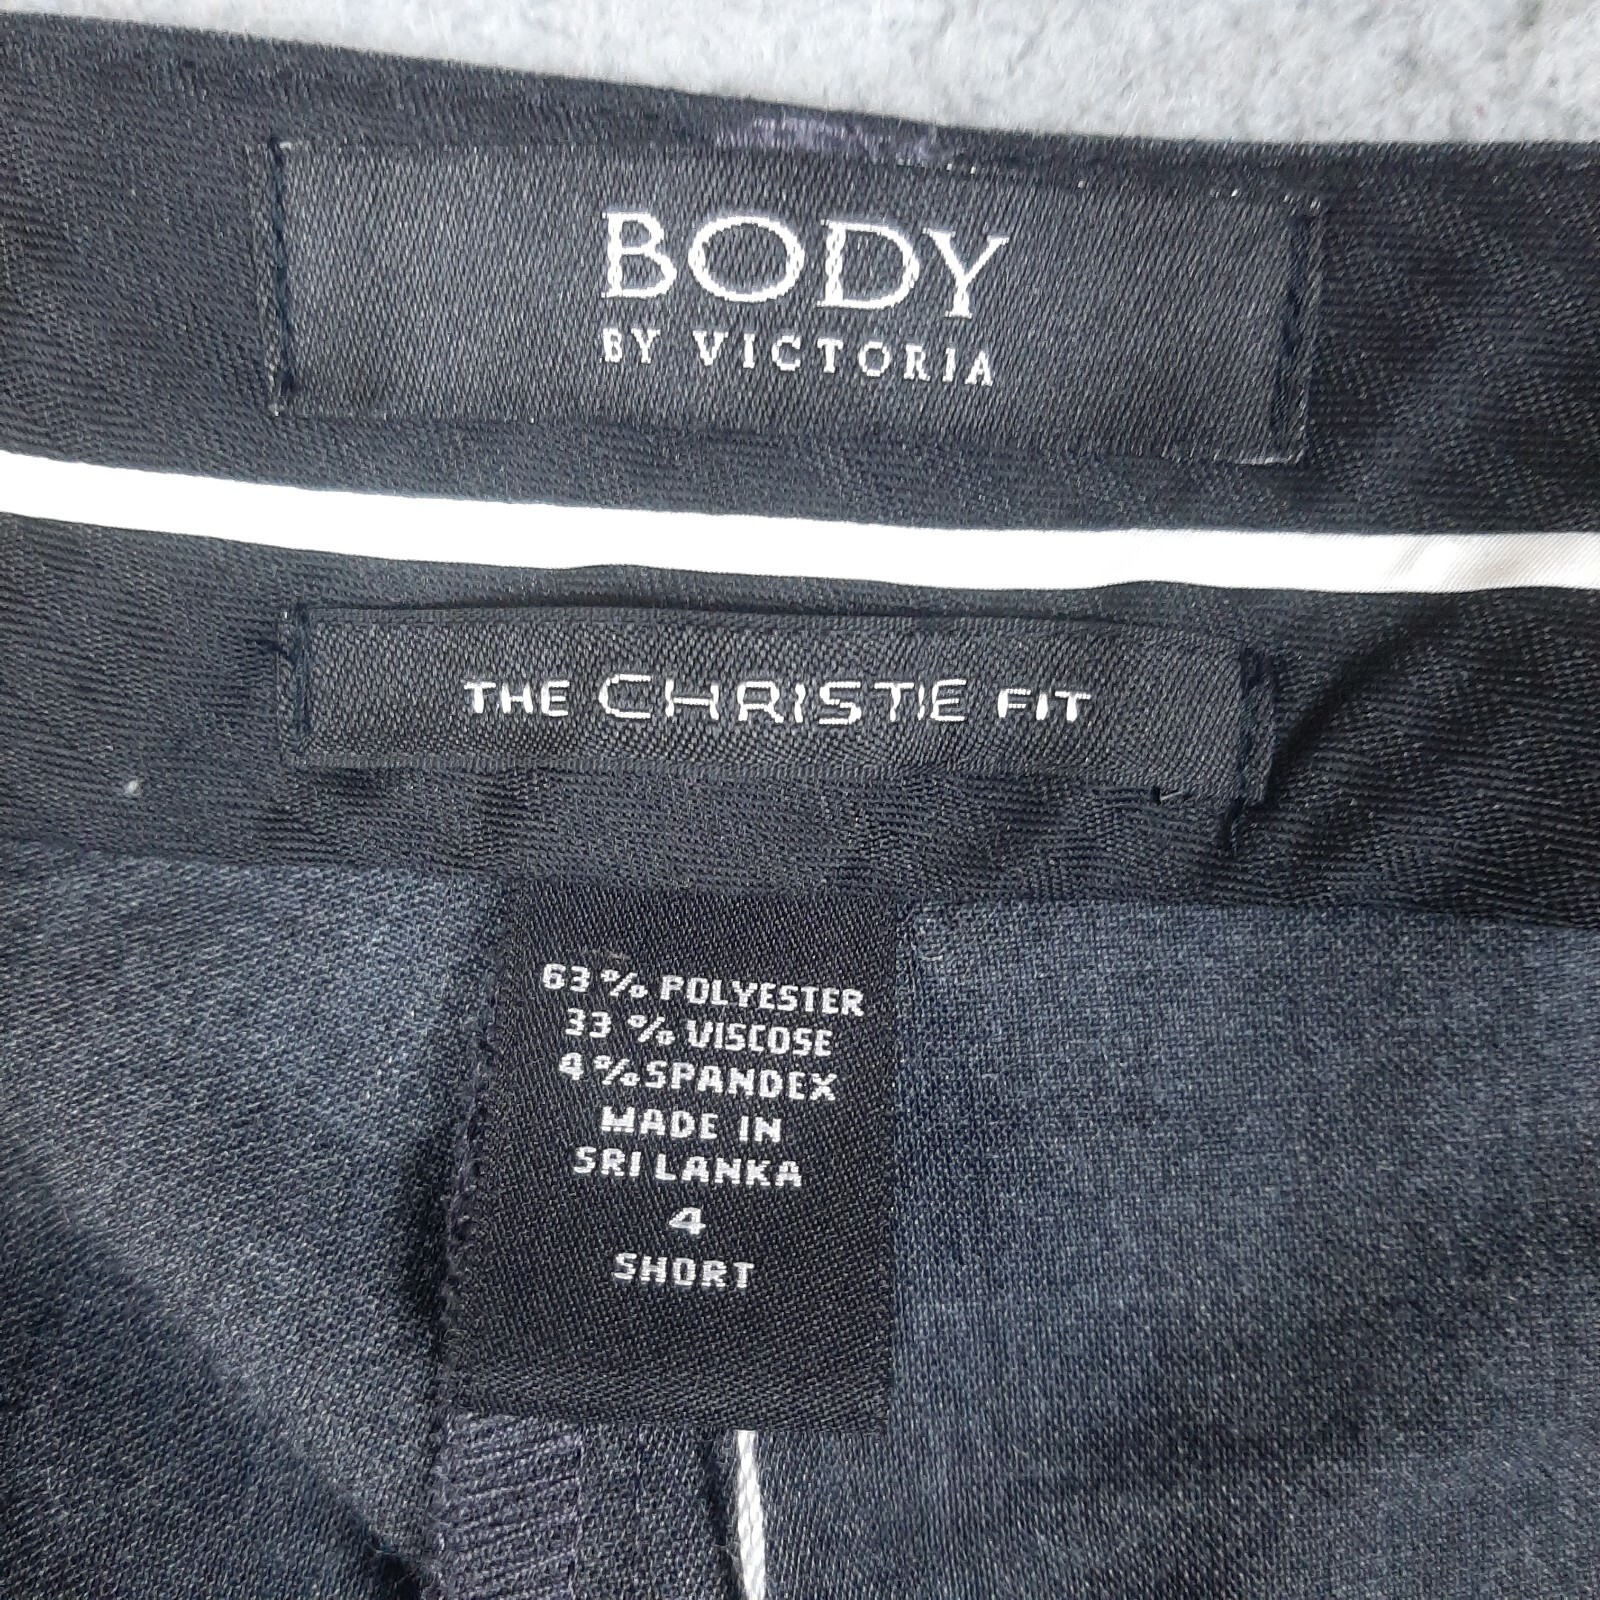 BODY
BY VICTORIA
THE CHRISTIE FIT
63% POLYESTER
33% VISCOSE
4% SPANDEX
MADE IN
SRI LANKA
4
SHORT